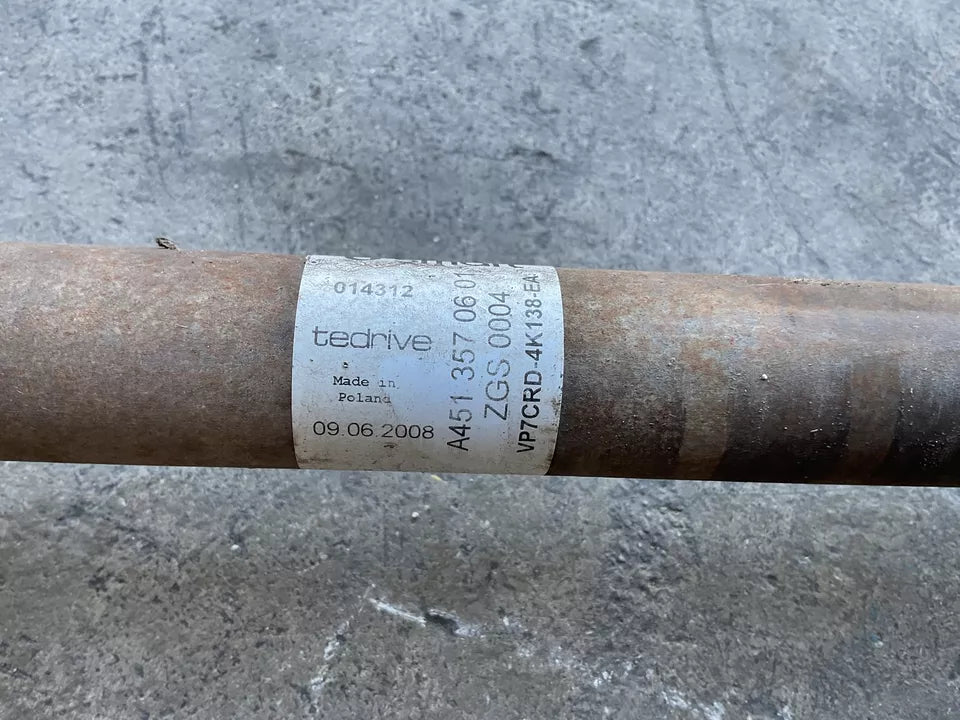 014312
tedrive
Made in
Poland
09.06.2008
A451 357 06 01
ZGS 0004
VP7CRD-4K138-EA